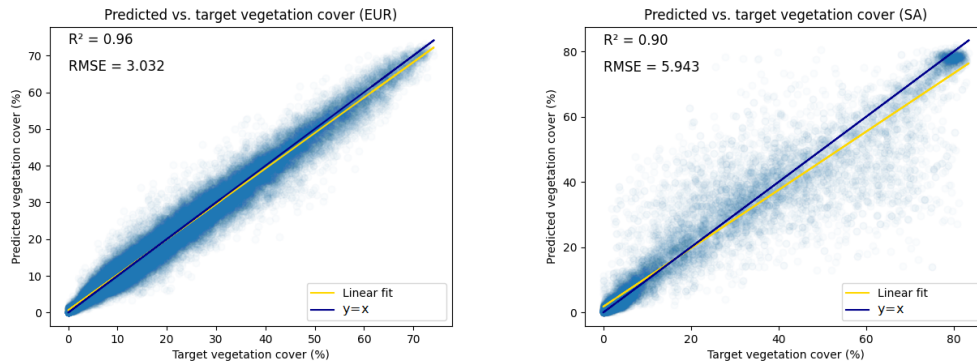 Predicted vs. target vegetation cover (EUR)
R² = 0.96
RMSE = 3.032
Predicted vegetation cover (%)
70
60
50
40
30
20
10
0
Linear fit
y=x
0 10 20 30 40 50 60 70
Target vegetation cover (%)
Predicted vs. target vegetation cover (SA)
R² = 0.90
RMSE = 5.943
Predicted vegetation cover (%)
80
60
40
20
0
Linear fit
y=x
0 20 40 60 80
Target vegetation cover (%)